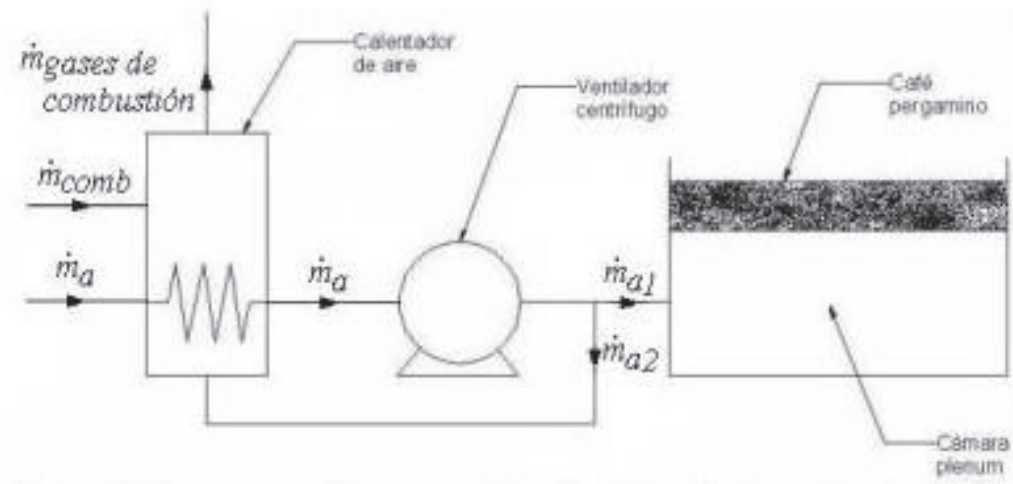 ṁgases de
combustión
Calentador
de aire
Ventilador
centrífugo
Café
pergamino
ṁcomb
ṁa
ṁa
ṁa1
ṁa2
Cámara
plenum